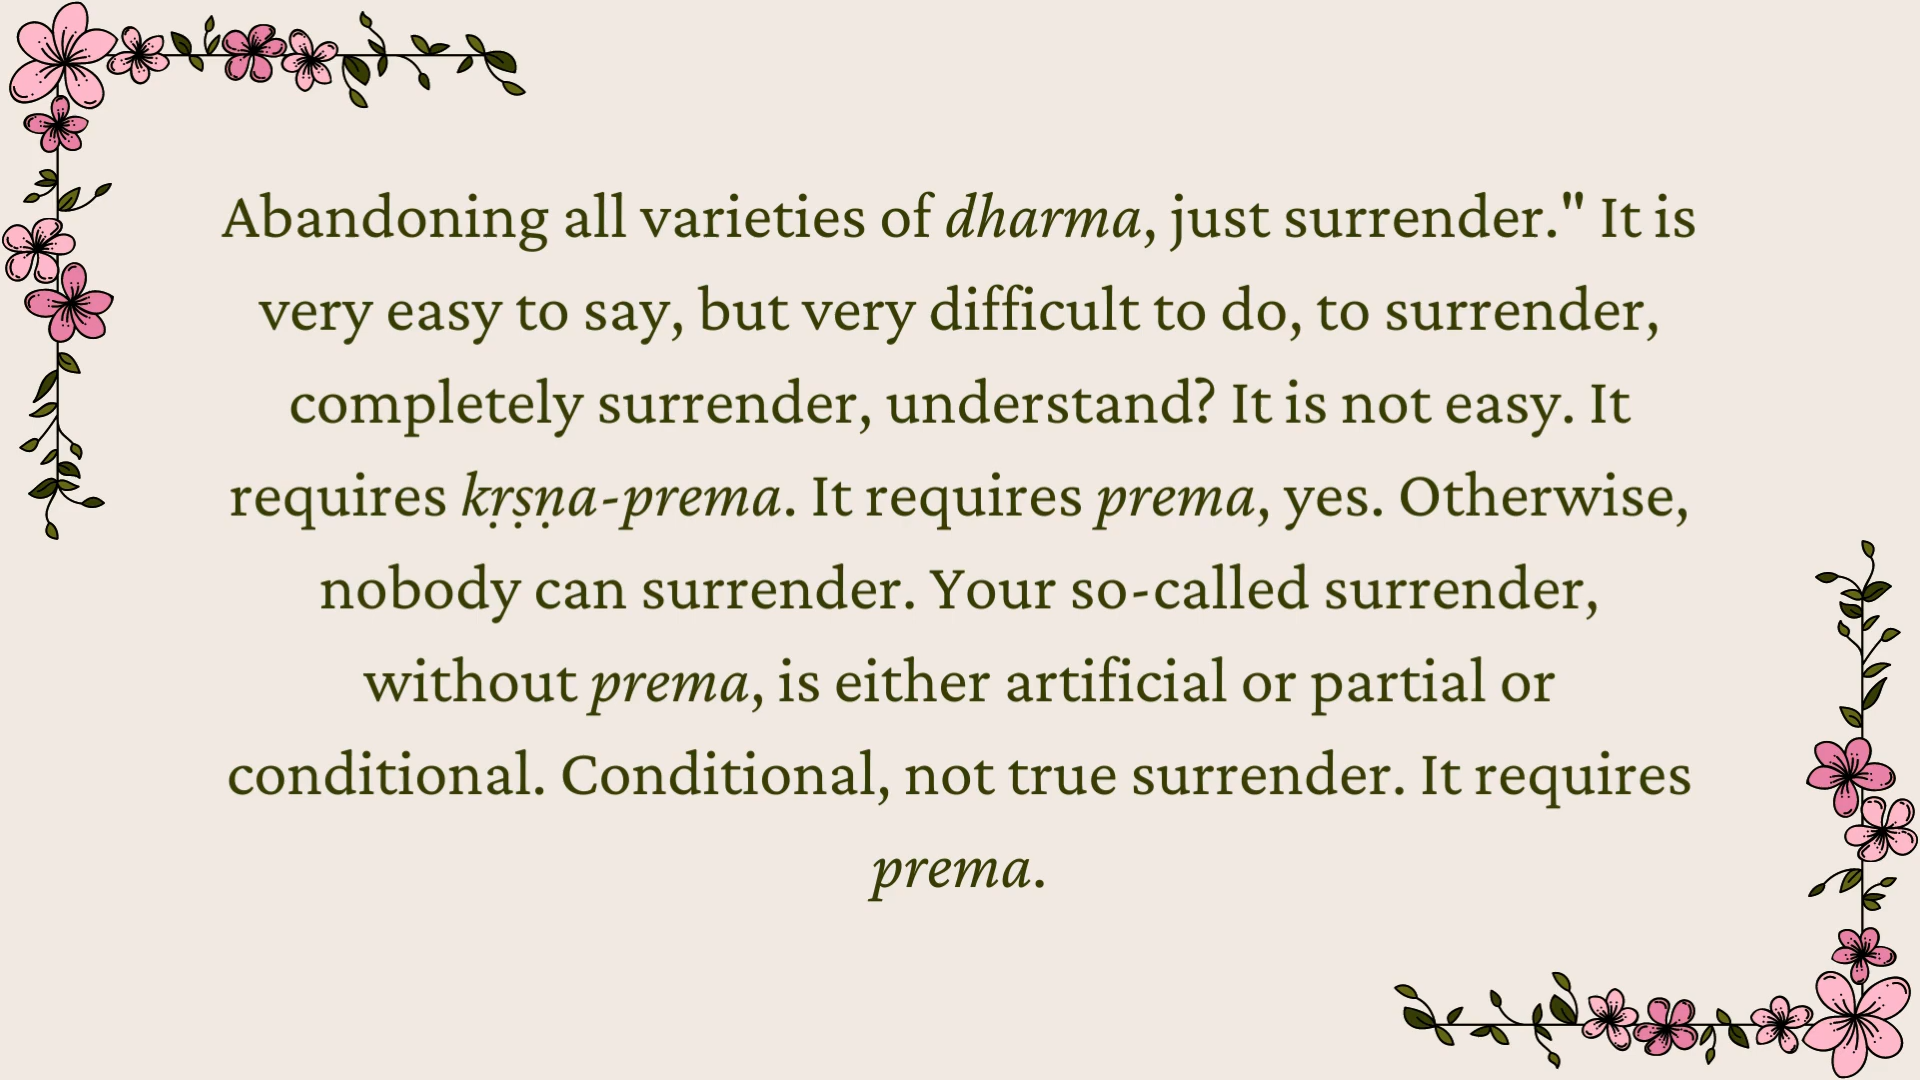 Abandoning all varieties of dharma, just surrender." It is
very easy to say, but very difficult to do, to surrender,
completely surrender, understand? It is not easy. It
requires kṛṣṇa-prema. It requires prema, yes. Otherwise,
nobody can surrender. Your so-called surrender,
without prema, is either artificial or partial or
conditional. Conditional, not true surrender. It requires
prema.